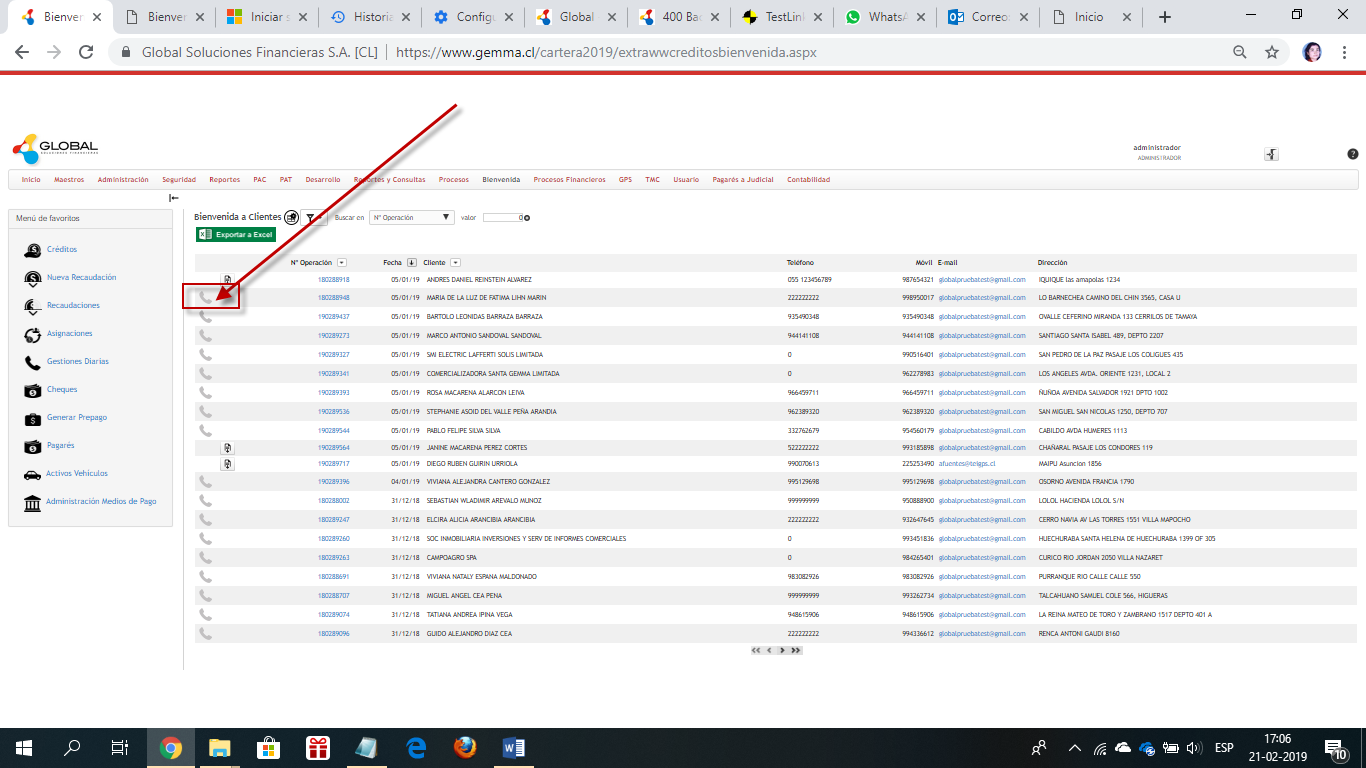 Bienver Bienver Iniciar s Historia Configu Global 400 Bad TestLink WhatsA Correo: Inicio
Global Soluciones Financieras S.A. [CL] https://www.gemma.cl/cartera2019/extrawwcreditosbienvenida.aspx
GLOBAL
SOLUCIONES FINANCIERAS
administrador
ADMINISTRADOR
Inicio Maestros Administración Seguridad Reportes PAC PAT Desarrollo Reportes y Consultas Procesos Bienvenida Procesos Financieros GPS TMC Usuario Pagarés a Judicial Contabilidad
Menú de favoritos
Créditos
Nueva Recaudación
Recaudaciones
Asignaciones
Gestiones Diarias
Cheques
Generar Prepago
Pagarés
Activos Vehículos
Administración Medios de Pago
Bienvenida a Clientes Buscar en N° Operación valor 0
Exportar a Excel
N° Operación Fecha Cliente Teléfono Móvil E-mail Dirección
180288918 05/01/19 ANDRES DANIEL REINSTEIN ALVAREZ 055 123456789 987654321 globalpruebatest@gmail.com IQUIQUE las amapolas 1234
180288948 05/01/19 MARIA DE LA LUZ DE FATIMA LIHN MARIN 222222222 998950017 globalpruebatest@gmail.com LO BARNECHEA CAMINO DEL CHIN 3565, CASA U
190289437 05/01/19 BARTOLO LEONIDAS BARRAZA BARRAZA 935490348 935490348 globalpruebatest@gmail.com OVALLE CEFERINO MIRANDA 133 CERRILOS DE TAMAYA
190289273 05/01/19 MARCO ANTONIO SANDOVAL SANDOVAL 944141108 944141108 globalpruebatest@gmail.com SANTIAGO SANTA ISABEL 489, DEPTO 2207
190289327 05/01/19 SMI ELECTRIC LAFFERTI SOLIS LIMITADA 0 990516401 globalpruebatest@gmail.com SAN PEDRO DE LA PAZ PASAJE LOS COLIGUES 435
190289341 05/01/19 COMERCIALIZADORA SANTA GEMMA LIMITADA 0 962278983 globalpruebatest@gmail.com LOS ANGELES AVDA. ORIENTE 1231, LOCAL 2
190289393 05/01/19 ROSA MACARENA ALARCON LEIVA 966459711 966459711 globalpruebatest@gmail.com ÑUÑOA AVENIDA SALVADOR 1921 DPTO 1002
190289536 05/01/19 STEPHANIE ASOID DEL VALLE PEÑA ARANDIA 962389320 962389320 globalpruebatest@gmail.com SAN MIGUEL SAN NICOLAS 1250, DEPTO 707
190289544 05/01/19 PABLO FELIPE SILVA SILVA 332762679 954560179 globalpruebatest@gmail.com CABILDO AVDA HUMERES 1113
190289564 05/01/19 JANINE MACARENA PEREZ CORTES 522222222 993185898 globalpruebatest@gmail.com CHAÑARAL PASAJE LOS CONDORES 119
190289717 05/01/19 DIEGO RUBEN GUIRIN URRIOLA 990070613 225253490 afuentes@teigps.cl MAIPU Asuncion 1856
190289396 04/01/19 VIVIANA ALEJANDRA CANTERO GONZALEZ 995129698 995129698 globalpruebatest@gmail.com OSORNO AVENIDA FRANCIA 1790
180288002 31/12/18 SEBASTIAN WLADIMIR AREVALO MUNOZ 999999999 950888900 globalpruebatest@gmail.com LOLOL HACIENDA LOLOL S/N
180289247 31/12/18 ELCIRA ALICIA ARANCIBIA ARANCIBIA 222222222 932647645 globalpruebatest@gmail.com CERRO NAVIA AV LAS TORRES 1551 VILLA MAPOCHO
180289260 31/12/18 SOC INMOBILIARIA INVERSIONES Y SERV DE INFORMES COMERCIALES 0 993451836 globalpruebatest@gmail.com HUECHURABA SANTA HELENA DE HUECHURABA 1399 OF 305
180289263 31/12/18 CAMPOAGRO SPA 0 984265401 globalpruebatest@gmail.com CURICO RIO JORDAN 2050 VILLA NAZARET
180288691 31/12/18 VIVIANA NATALY ESPANA MALDONADO 983082926 983082926 globalpruebatest@gmail.com PURRANQUE RIO CALLE CALLE 550
180288707 31/12/18 MIGUEL ANGEL CEA PENA 999999999 993262734 globalpruebatest@gmail.com TALCAHUANO SAMUEL COLE 566, HIGUERAS
180289074 31/12/18 TATIANA ANDREA IPINA VEGA 948615906 948615906 globalpruebatest@gmail.com LA REINA MATEO DE TORO Y ZAMBRANO 1517 DEPTO 401 A
180289096 31/12/18 GUIDO ALEJANDRO DIAZ CEA 222222222 994336612 globalpruebatest@gmail.com RENCA ANTONI GAUDI 8160
ESP 17:06
21-02-2019
10